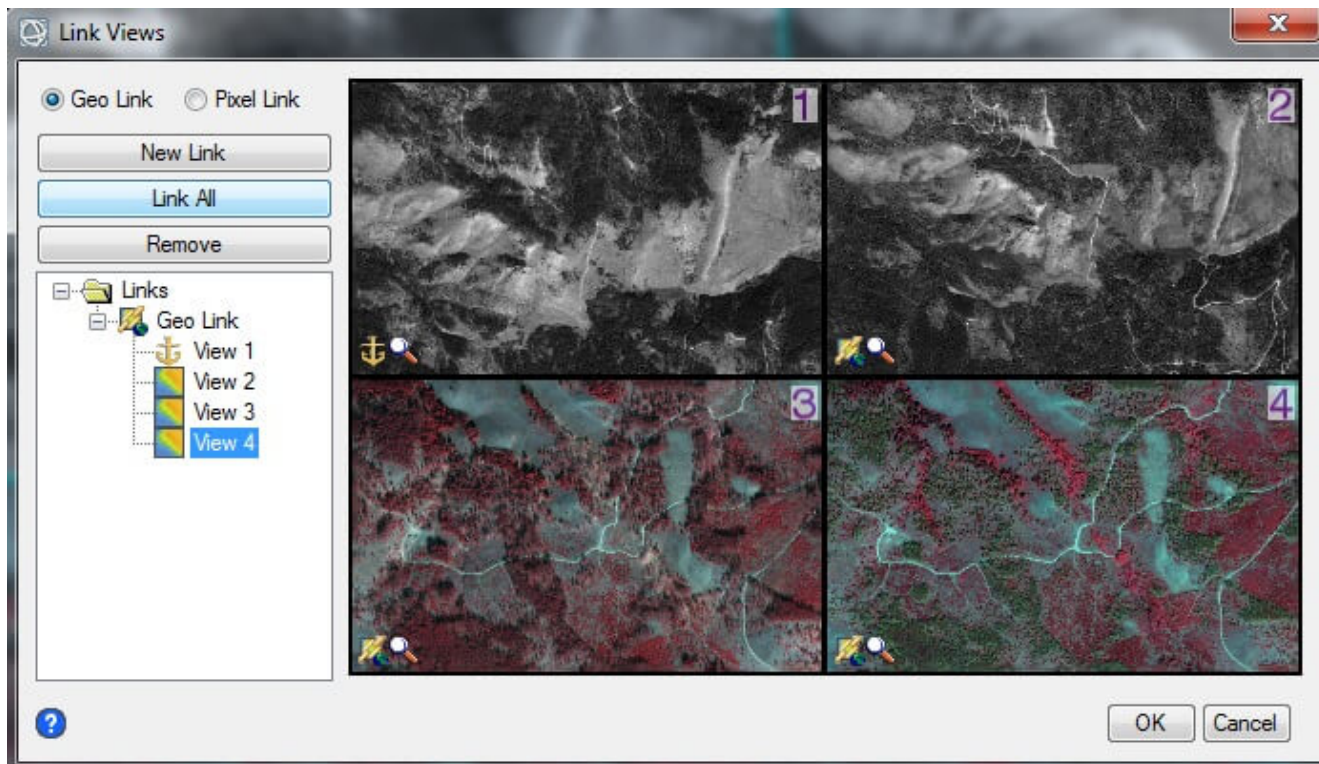 Link Views
Geo Link Pixel Link
New Link
Link All
Remove
Links
Geo Link
View 1
View 2
View 3
View 4
1
2
3
4
?
OK Cancel